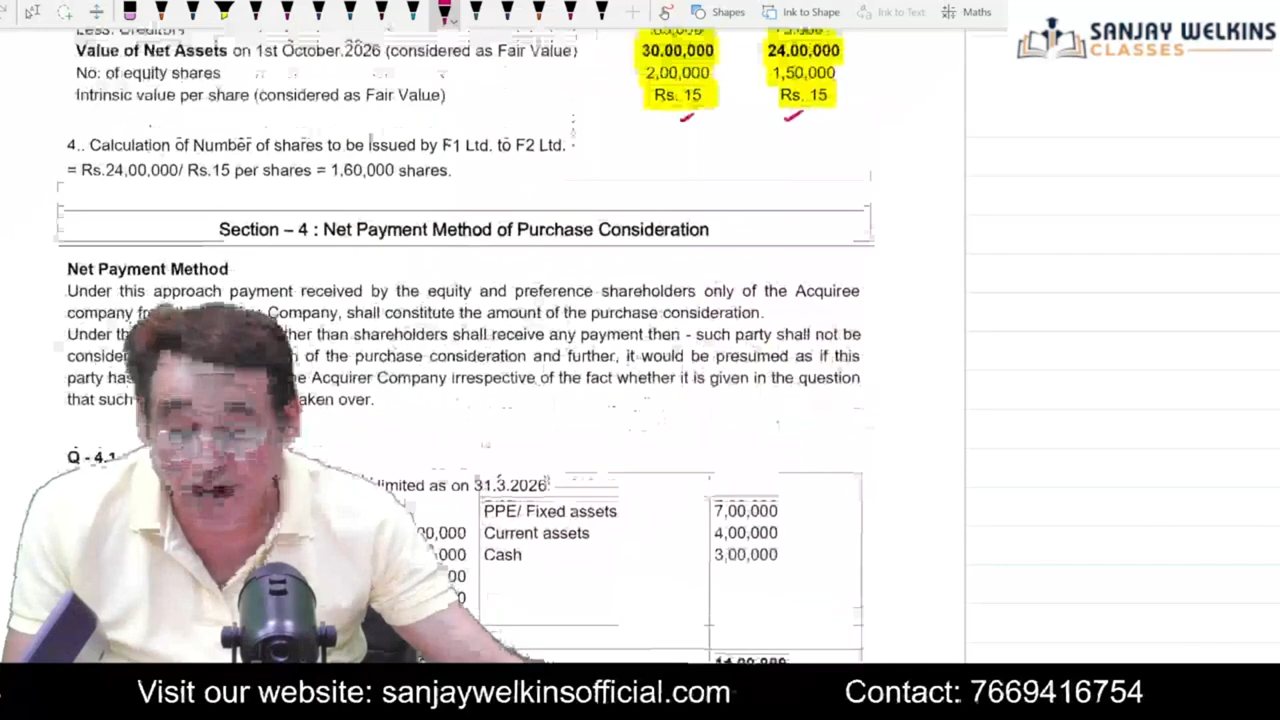 Shapes
Ink to Shape
Ink to Text
Maths
SANJAY WELKINS
CLASSES
Less: Creditors
Value of Net Assets on 1st October.2026 (considered as Fair Value) 30,00,000 24,00,000
No: of equity shares 2,00,000 1,50,000
Intrinsic value per share (considered as Fair Value) Rs. 15 Rs. 15
4.. Calculation of Number of shares to be issued by F1 Ltd. to F2 Ltd.
= Rs.24,00,000/ Rs.15 per shares = 1,60,000 shares.
Section – 4 : Net Payment Method of Purchase Consideration
Net Payment Method
Under this approach payment received by the equity and preference shareholders only of the Acquiree
company Company, shall constitute the amount of the purchase consideration.
Under than shareholders shall receive any payment then - such party shall not be
of the purchase consideration and further, it would be presumed as if this
party has Acquirer Company irrespective of the fact whether it is given in the question
that such aken over.
Q - 4.1
limited as on 31.3.2026
PPE/ Fixed assets 7,00,000
00,000 Current assets 4,00,000
,000 Cash 3,00,000
00
0
Visit our website: sanjaywelkinsofficial.com Contact: 7669416754